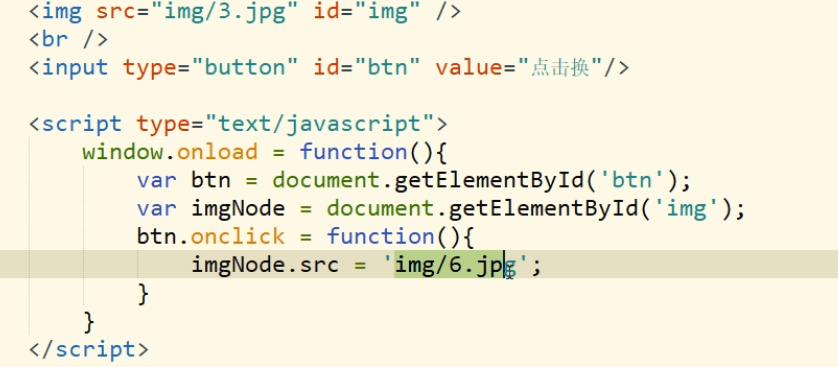 <img src="img/3.jpg" id="img" />
<br />
<input type="button" id="btn" value="点击换"/>
<script type="text/javascript">
window.onload = function(){
var btn = document.getElementById('btn');
var imgNode = document.getElementById('img');
btn.onclick = function(){
imgNode.src = 'img/6.jpg';
}
}
</script>